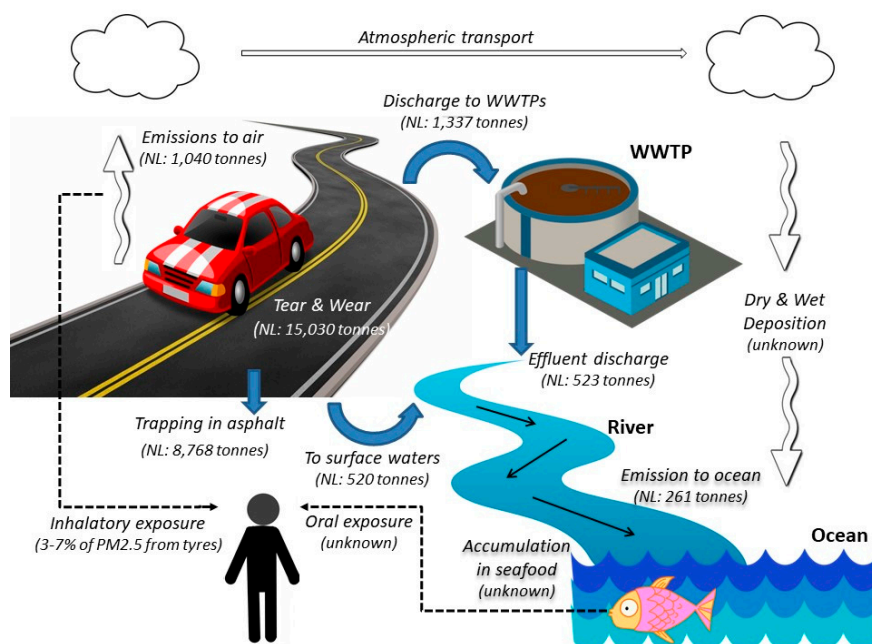 Atmospheric transport
Discharge to WWTPs
(NL: 1,337 tonnes)
Emissions to air
(NL: 1,040 tonnes)
WWTP
Tear & Wear
(NL: 15,030 tonnes)
Dry & Wet
Deposition
(unknown)
Effluent discharge
(NL: 523 tonnes)
Trapping in asphalt
(NL: 8,768 tonnes)
River
To surface waters
(NL: 520 tonnes)
Emission to ocean
(NL: 261 tonnes)
Inhalatory exposure
(3-7% of PM2.5 from tyres)
Oral exposure
(unknown)
Ocean
Accumulation
in seafood
(unknown)